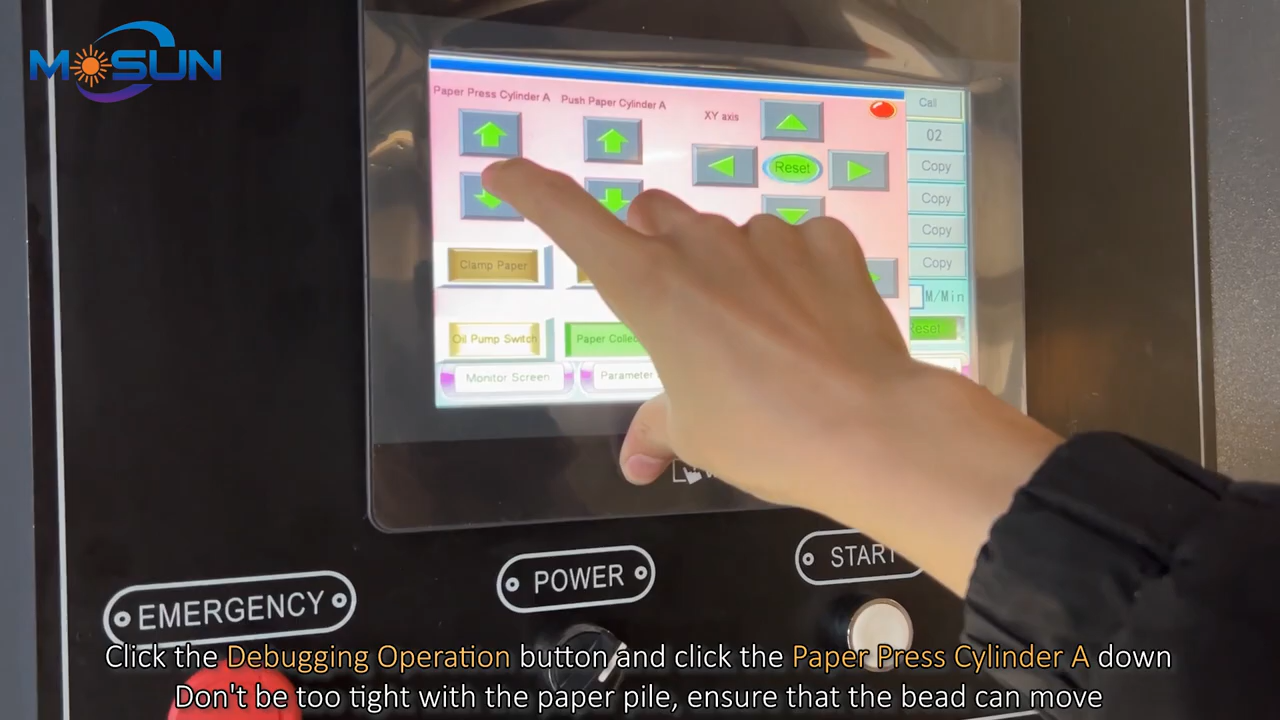 MOSUN
Paper Press Cylinder A
Push Paper Cylinder A
XY axis
Reset
Call
02
Copy
Copy
Copy
Copy
M/Min
Reset
Clamp Paper
Oil Pump Switch
Paper
Monitor Screen
Parameter
EMERGENCY
POWER
START
Click the Debugging Operation button and click the Paper Press Cylinder A down
Don't be too tight with the paper pile, ensure that the bead can move